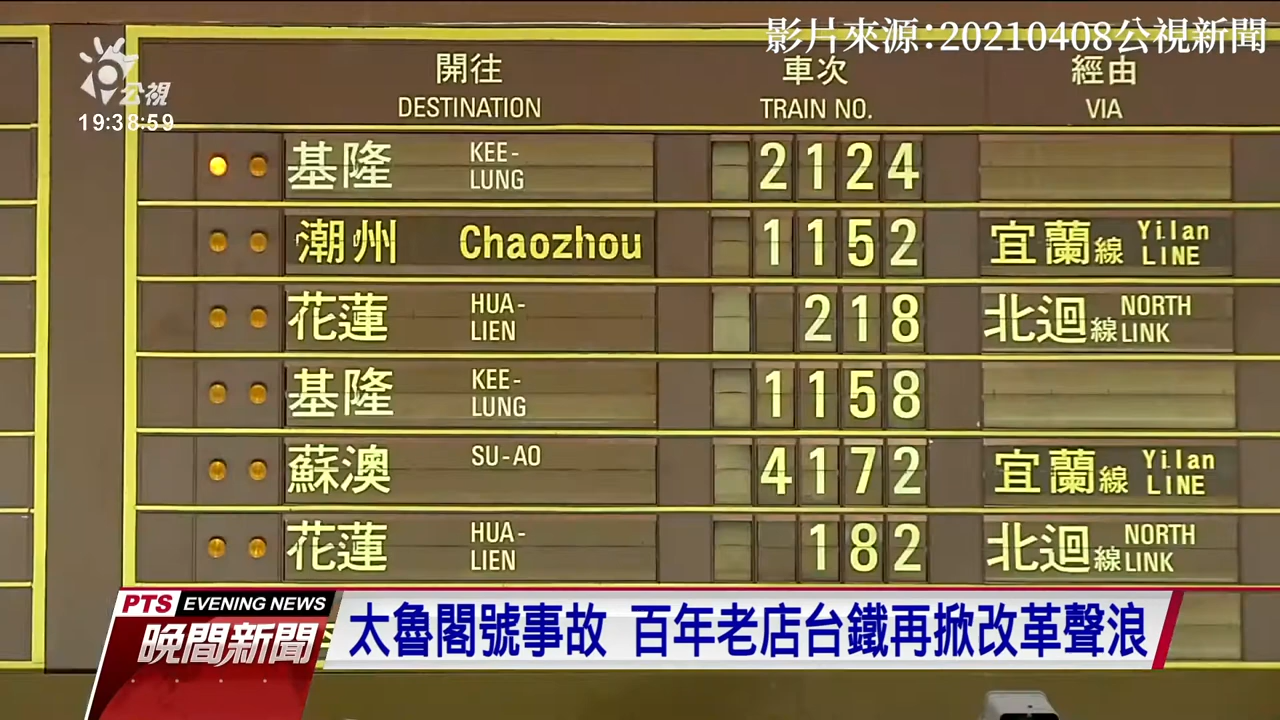 影片來源：20210408公視新聞
公視
19:38:59
開往 車次 經由
DESTINATION TRAIN NO. VIA
基隆 KEE-
LUNG 2124
潮州 Chaozhou 1152 宜蘭線 Yilan
LINE
花蓮 HUA-
LIEN 218 北迴線 NORTH
LINK
基隆 KEE-
LUNG 1158
蘇澳 SU-AO 4172 宜蘭線 Yilan
LINE
花蓮 HUA-
LIEN 182 北迴線 NORTH
LINK
PTS EVENING NEWS
晚間新聞
太魯閣號事故 百年老店台鐵再掀改革聲浪